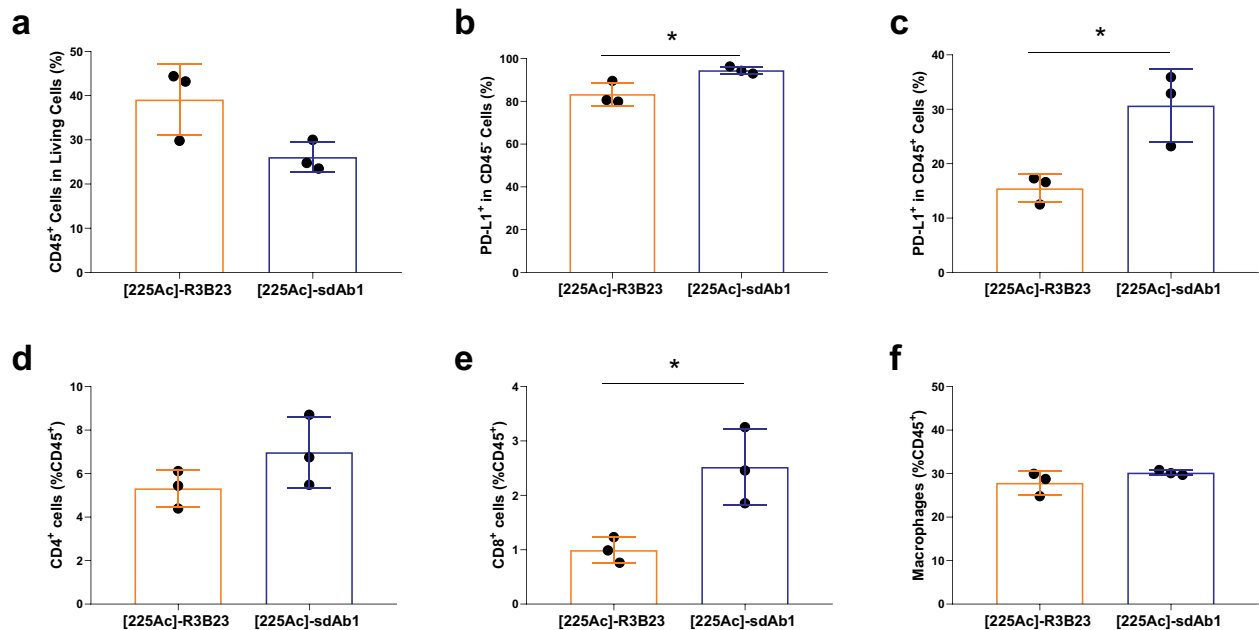 a
CD45⁺ Cells in Living Cells (%)
50
40
30
20
10
0
[225Ac]-R3B23
[225Ac]-sdAb1
b
PD-L1⁺ in CD45⁻ Cells (%)
100
80
60
40
20
0
*
[225Ac]-R3B23
[225Ac]-sdAb1
c
PD-L1⁺ in CD45⁺ Cells (%)
40
30
20
10
0
*
[225Ac]-R3B23
[225Ac]-sdAb1
d
CD4⁺ cells (%CD45⁺)
10
8
6
4
2
0
[225Ac]-R3B23
[225Ac]-sdAb1
e
CD8⁺ cells (%CD45⁺)
4
3
2
1
0
*
[225Ac]-R3B23
[225Ac]-sdAb1
f
Macrophages (%CD45⁺)
50
40
30
20
10
0
[225Ac]-R3B23
[225Ac]-sdAb1